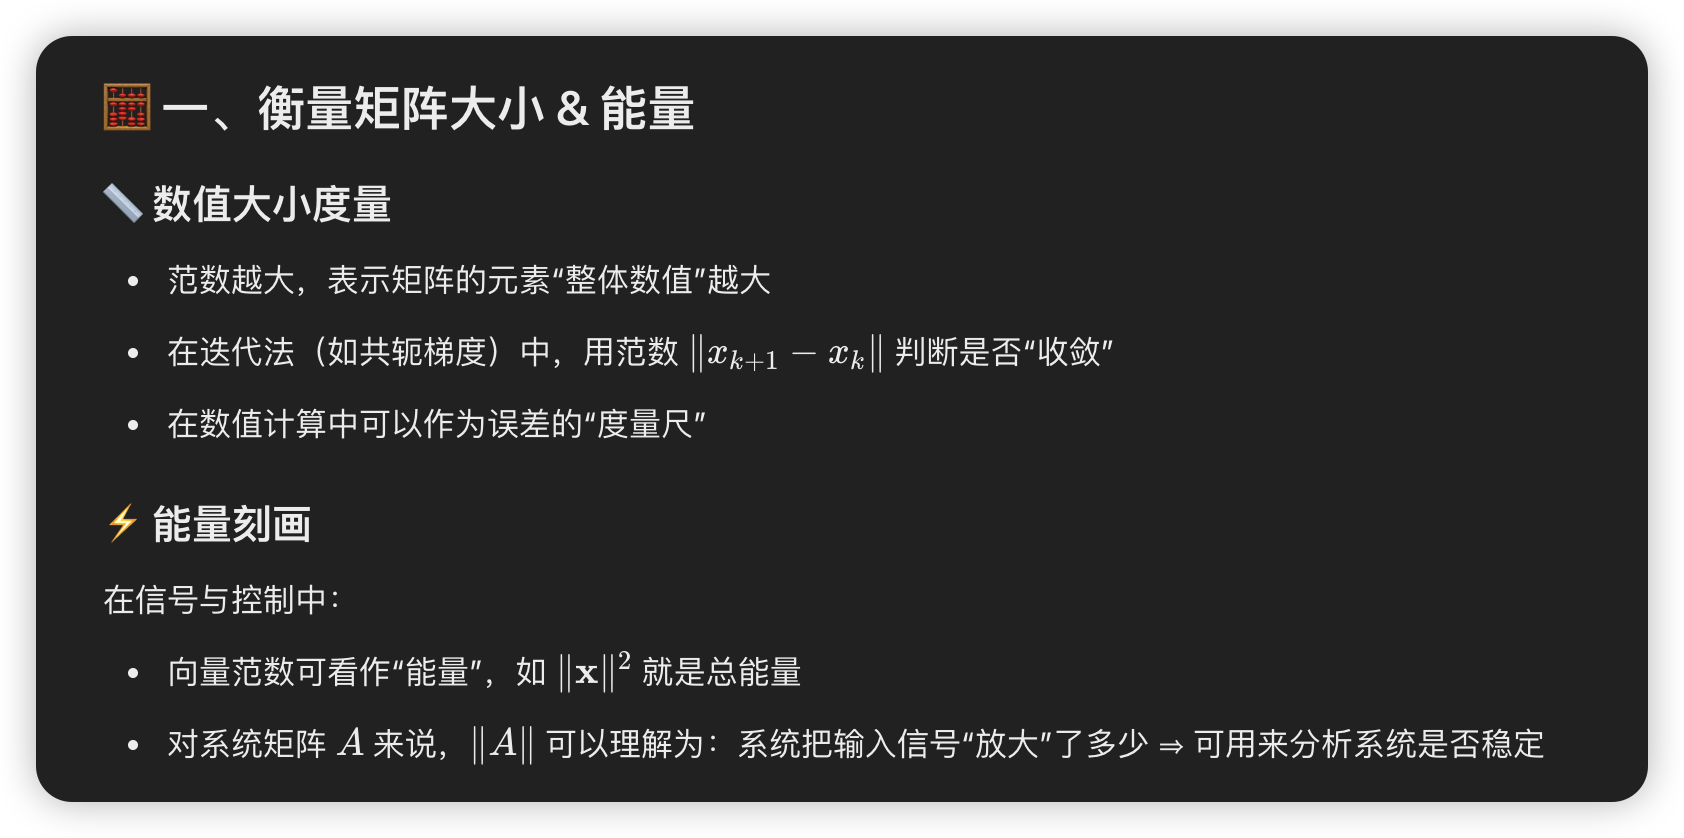 🧮 一、衡量矩阵大小 & 能量
📏 数值大小度量
• 范数越大，表示矩阵的元素“整体数值”越大
• 在迭代法（如共轭梯度）中，用范数 ∥x_{k+1} − x_k∥ 判断是否“收敛”
• 在数值计算中可以作为误差的“度量尺”
⚡ 能量刻画
在信号与控制中：
• 向量范数可看作“能量”，如 ∥𝐱∥² 就是总能量
• 对系统矩阵 A 来说，∥A∥ 可以理解为：系统把输入信号“放大”了多少 ⇒ 可用来分析系统是否稳定